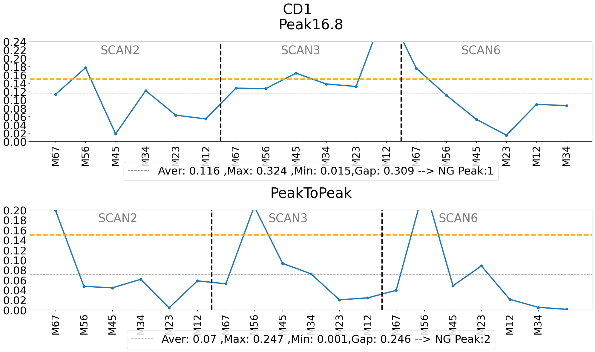 CD1
Peak16.8
0.24
0.22
0.20
0.18
0.16
0.14
0.12
0.10
0.08
0.06
0.04
0.02
0.00
SCAN2 SCAN3 SCAN6
M67 M56 M45 M34 M23 M12 M67 M56 M45 M34 M23 M12 M67 M56 M45 M23 M12 M34
Aver: 0.116 ,Max: 0.324 ,Min: 0.015,Gap: 0.309 --> NG Peak:1
PeakToPeak
0.20
0.18
0.16
0.14
0.12
0.10
0.08
0.06
0.04
0.02
0.00
SCAN2 SCAN3 SCAN6
M67 M56 M45 M34 M23 M12 M67 M56 M45 M34 M23 M12 M67 M56 M45 M23 M12 M34
Aver: 0.07 ,Max: 0.247 ,Min: 0.001,Gap: 0.246 --> NG Peak:2